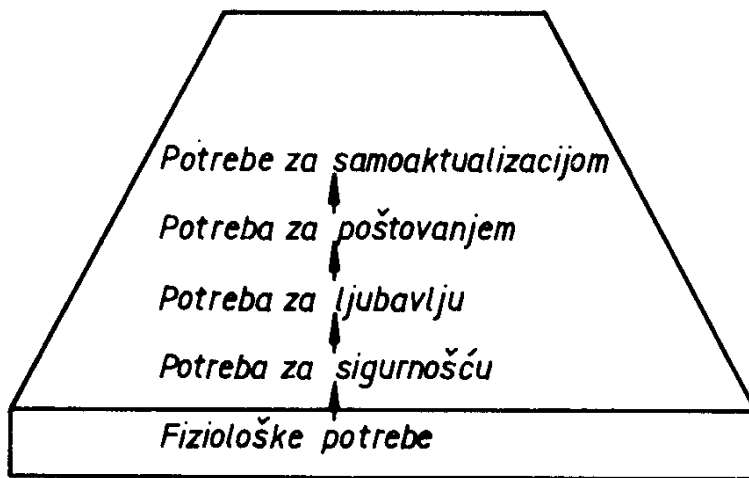 Potrebe za samoaktualizacijom
Potreba za poštovanjem
Potreba za ljubavlju
Potreba za sigurnošću
Fiziološke potrebe